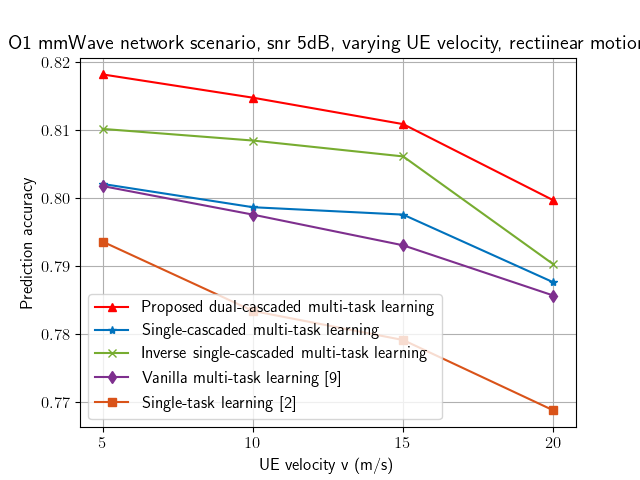 O1 mmWave network scenario, snr 5dB, varying UE velocity, rectiinear motion
0.82
0.81
0.80
0.79
0.78
0.77
Prediction accuracy
Proposed dual-cascaded multi-task learning
Single-cascaded multi-task learning
Inverse single-cascaded multi-task learning
Vanilla multi-task learning [9]
Single-task learning [2]
5
10
15
20
UE velocity v (m/s)